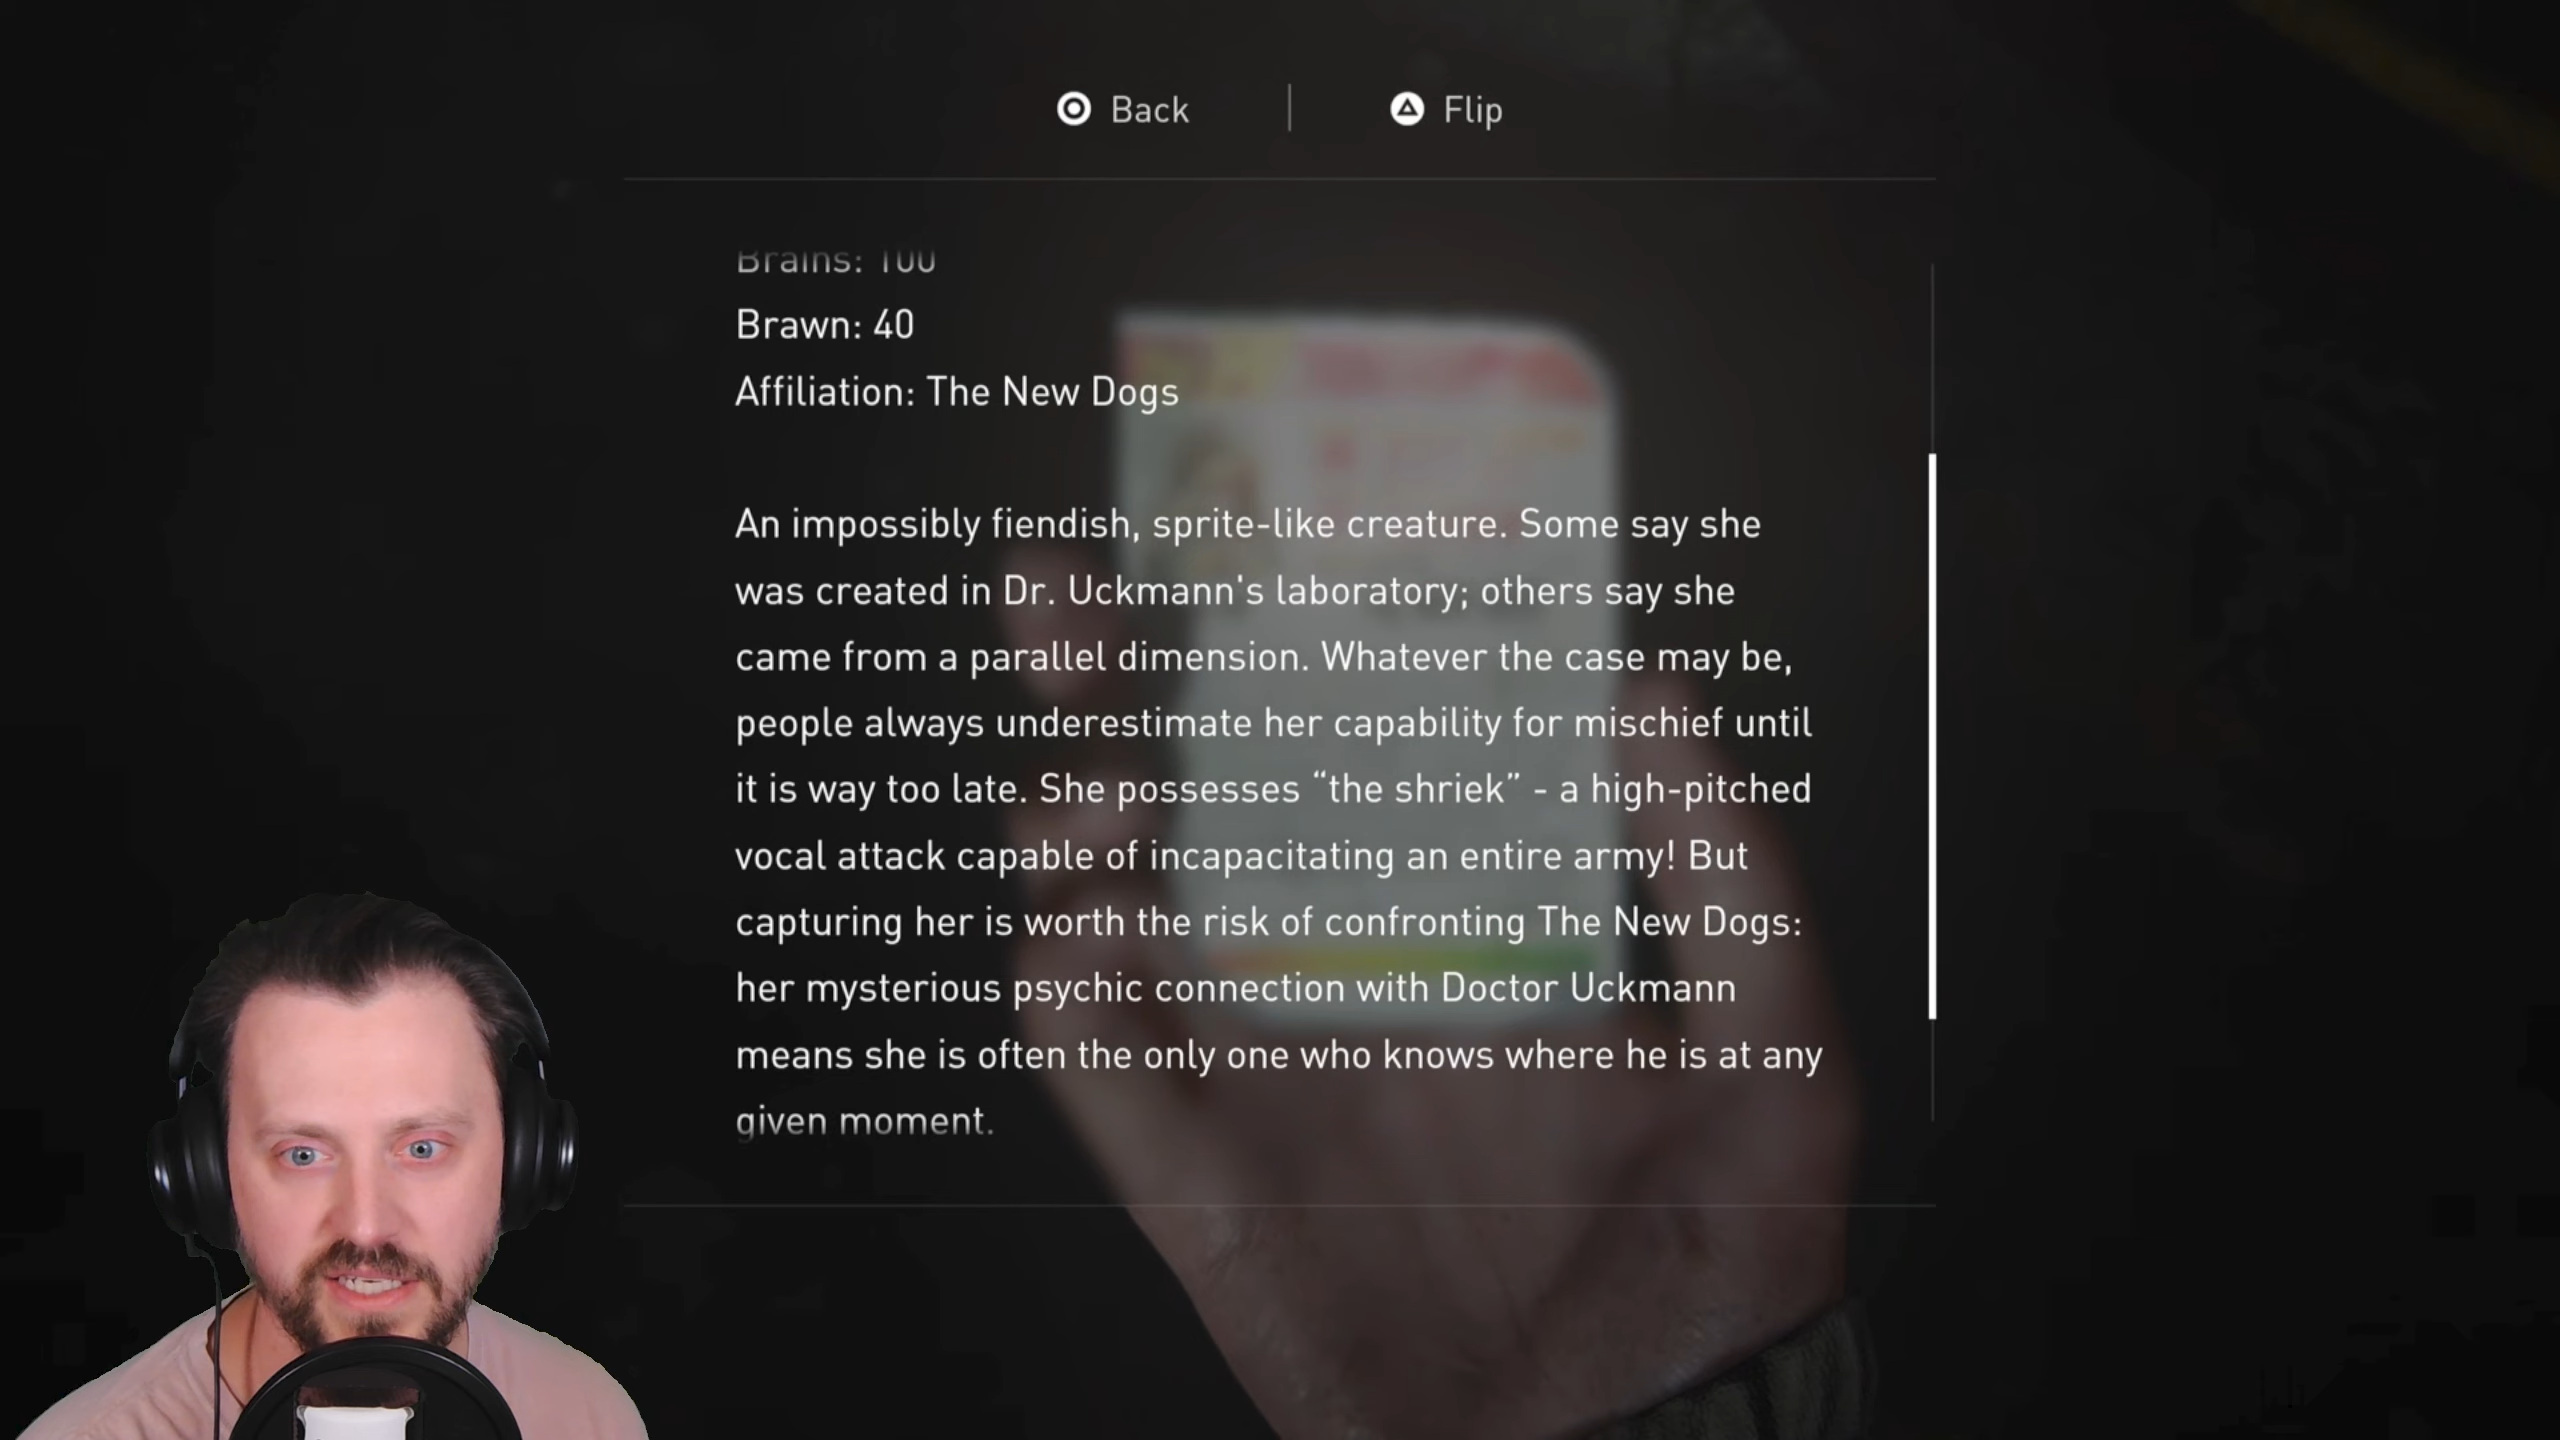 Back | Flip
Brains: 100
Brawn: 40
Affiliation: The New Dogs
An impossibly fiendish, sprite-like creature. Some say she
was created in Dr. Uckmann's laboratory; others say she
came from a parallel dimension. Whatever the case may be,
people always underestimate her capability for mischief until
it is way too late. She possesses “the shriek” - a high-pitched
vocal attack capable of incapacitating an entire army! But
capturing her is worth the risk of confronting The New Dogs:
her mysterious psychic connection with Doctor Uckmann
means she is often the only one who knows where he is at any
given moment.